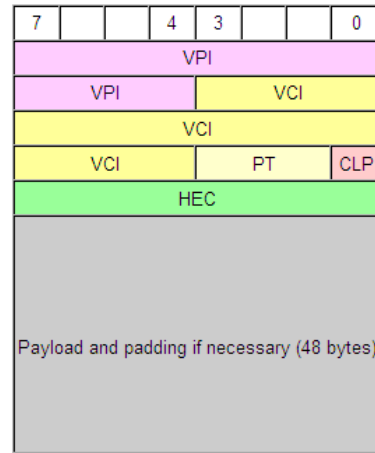 7 4 3 0
VPI
VPI VCI
VCI
VCI PT CLP
HEC
Payload and padding if necessary (48 bytes)